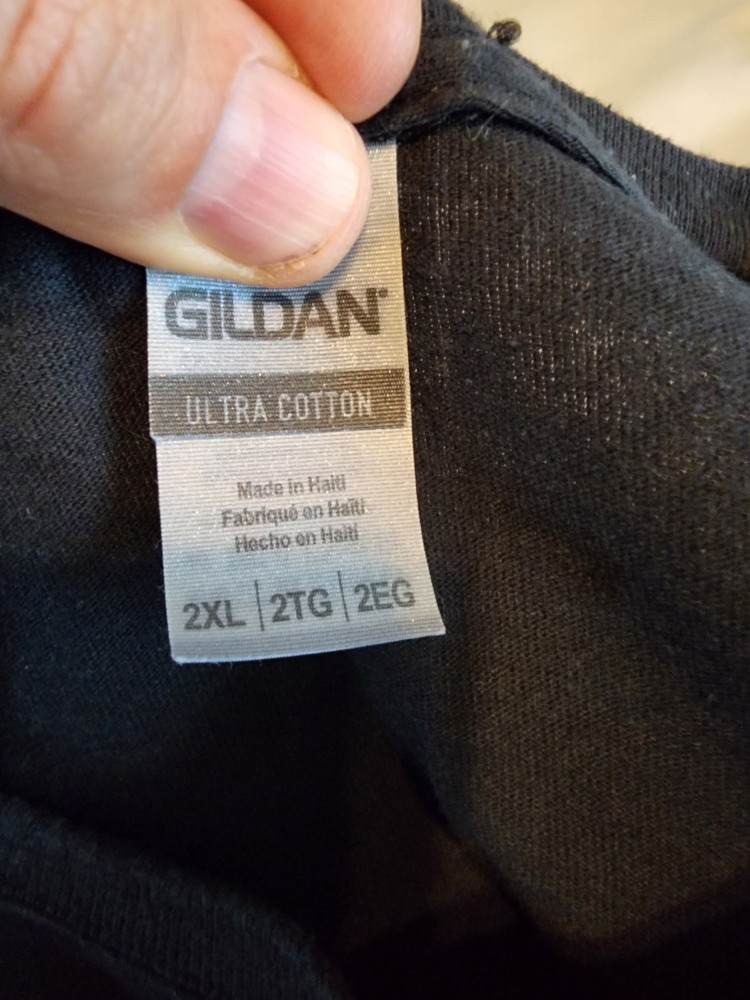 GILDAN®
ULTRA COTTON
Made in Haiti
Fabriqué en Haïti
Hecho en Haiti
2XL | 2TG | 2EG